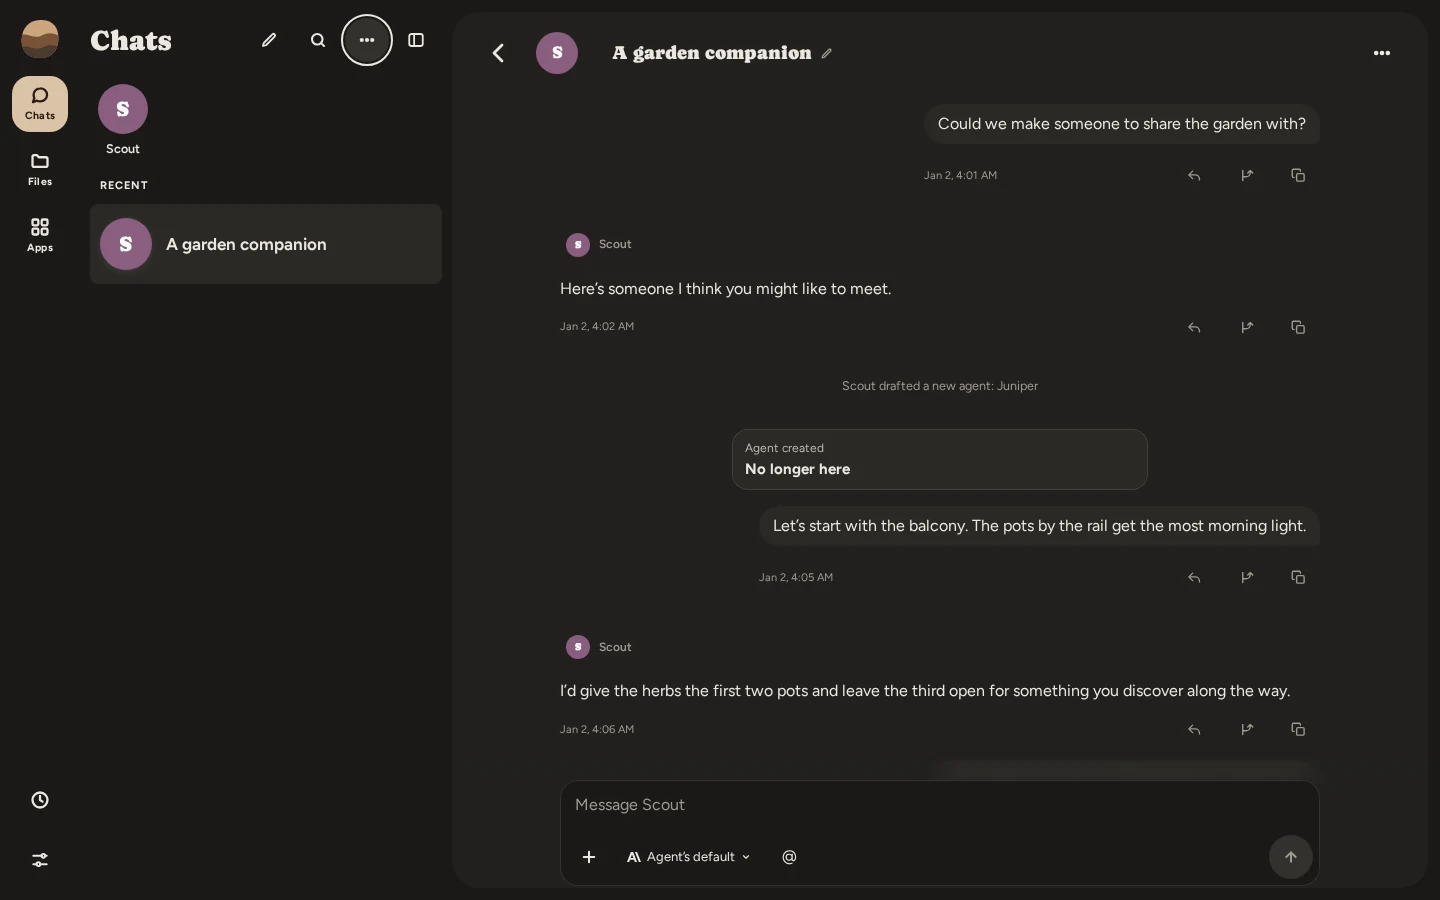 Chats
Chats
Files
Apps
S
Scout
RECENT
S
A garden companion
S
A garden companion
Could we make someone to share the garden with?
Jan 2, 4:01 AM
S
Scout
Here’s someone I think you might like to meet.
Jan 2, 4:02 AM
Scout drafted a new agent: Juniper
Agent created
No longer here
Let’s start with the balcony. The pots by the rail get the most morning light.
Jan 2, 4:05 AM
S
Scout
I’d give the herbs the first two pots and leave the third open for something you discover along the way.
Jan 2, 4:06 AM
Message Scout
Agent’s default
@